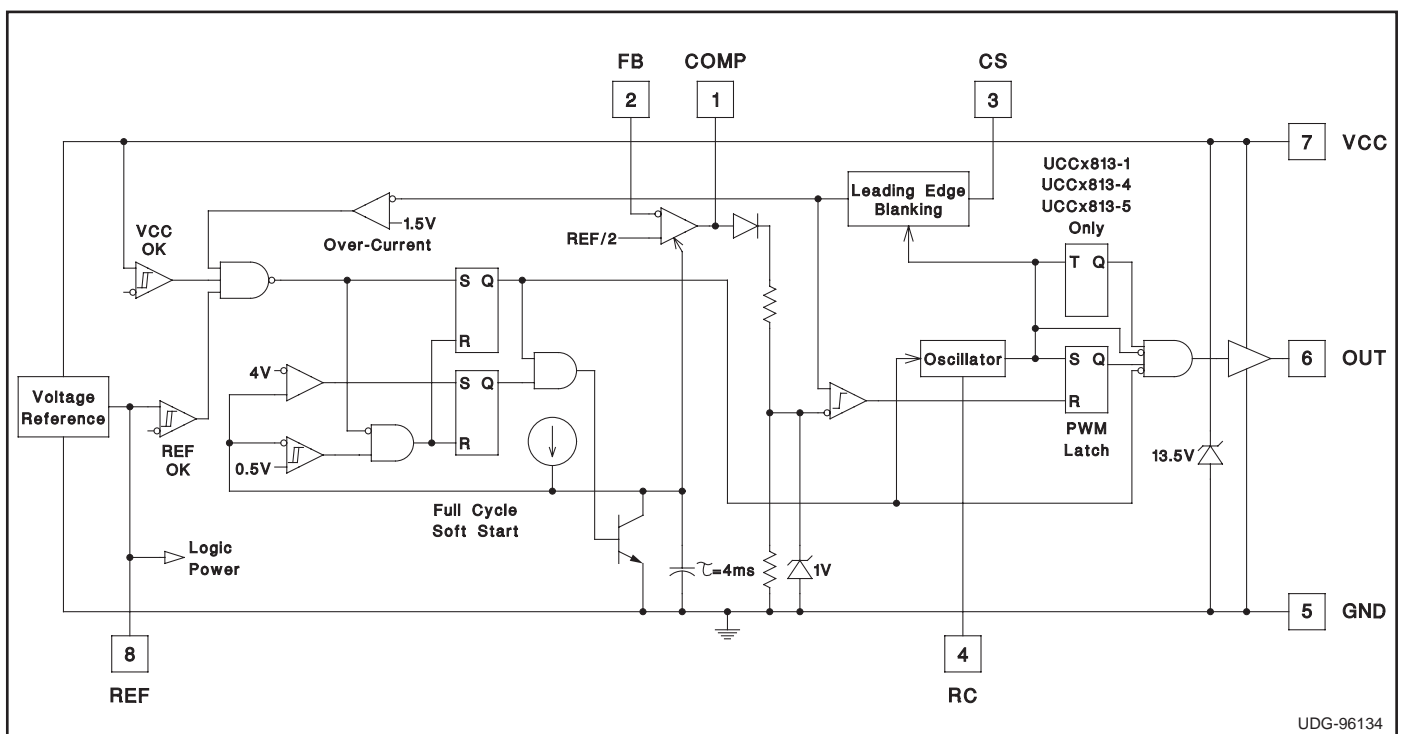 FB
COMP
CS
2
1
3
7
VCC
UCCx813-1
UCCx813-4
UCCx813-5
Only
Leading Edge
Blanking
1.5V
Over-Current
VCC
OK
REF/2
T Q
S Q
R
Oscillator
S Q
R
PWM
Latch
6
OUT
4V
S Q
R
Voltage
Reference
REF
OK
0.5V
13.5V
Full Cycle
Soft Start
Logic
Power
τ=4ms
1V
5
GND
8
REF
4
RC
UDG-96134